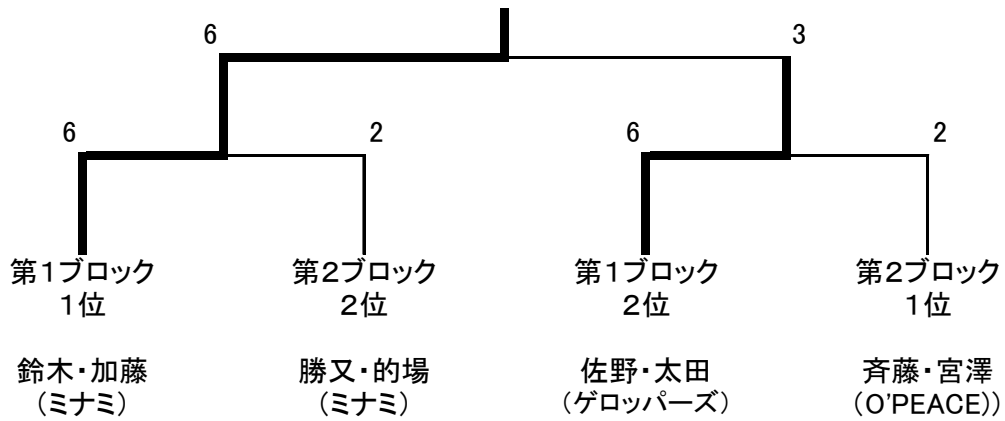 6 3
6 2 6 2
第1ブロック 第2ブロック 第1ブロック 第2ブロック
1位 2位 2位 1位
鈴木・加藤 勝又・的場 佐野・太田 斉藤・宮澤
(ミナミ) (ミナミ) (ゲロッパーズ) (O'PEACE))